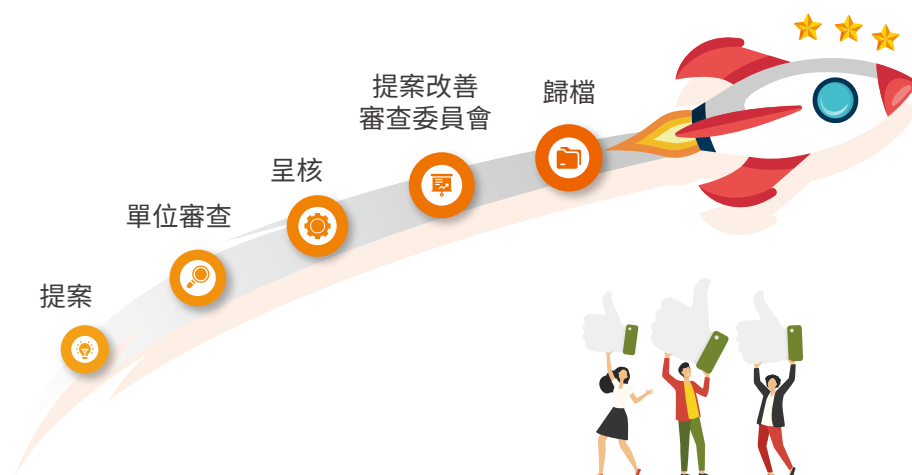 提案
單位審查
呈核
提案改善
審查委員會
歸檔